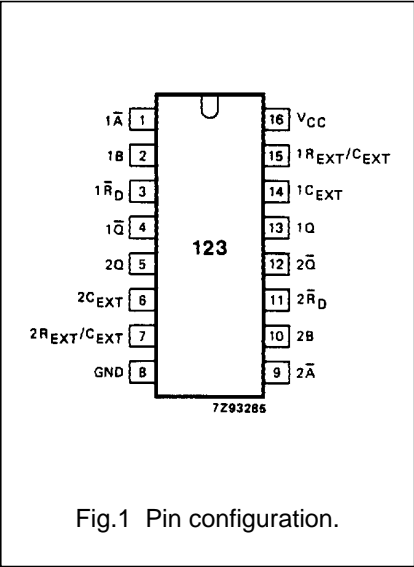 1A̅ 1 16 VCC
1B 2 15 1REXT/CEXT
1R̅D 3 14 1CEXT
1Q̅ 4 13 1Q
123
2Q 5 12 2Q̅
2CEXT 6 11 2R̅D
2REXT/CEXT 7 10 2B
GND 8 9 2A̅
7Z93285
Fig.1 Pin configuration.